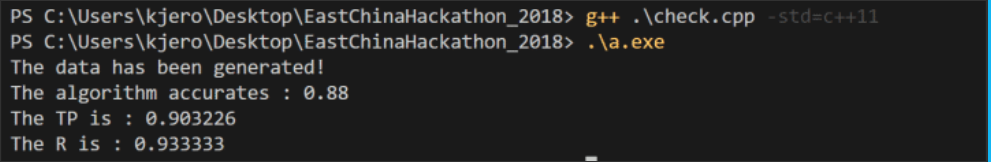 PS C:\Users\kjero\Desktop\EastChinaHackathon_2018> g++ .\check.cpp -std=c++11
PS C:\Users\kjero\Desktop\EastChinaHackathon_2018> .\a.exe
The data has been generated!
The algorithm accurates : 0.88
The TP is : 0.903226
The R is : 0.933333